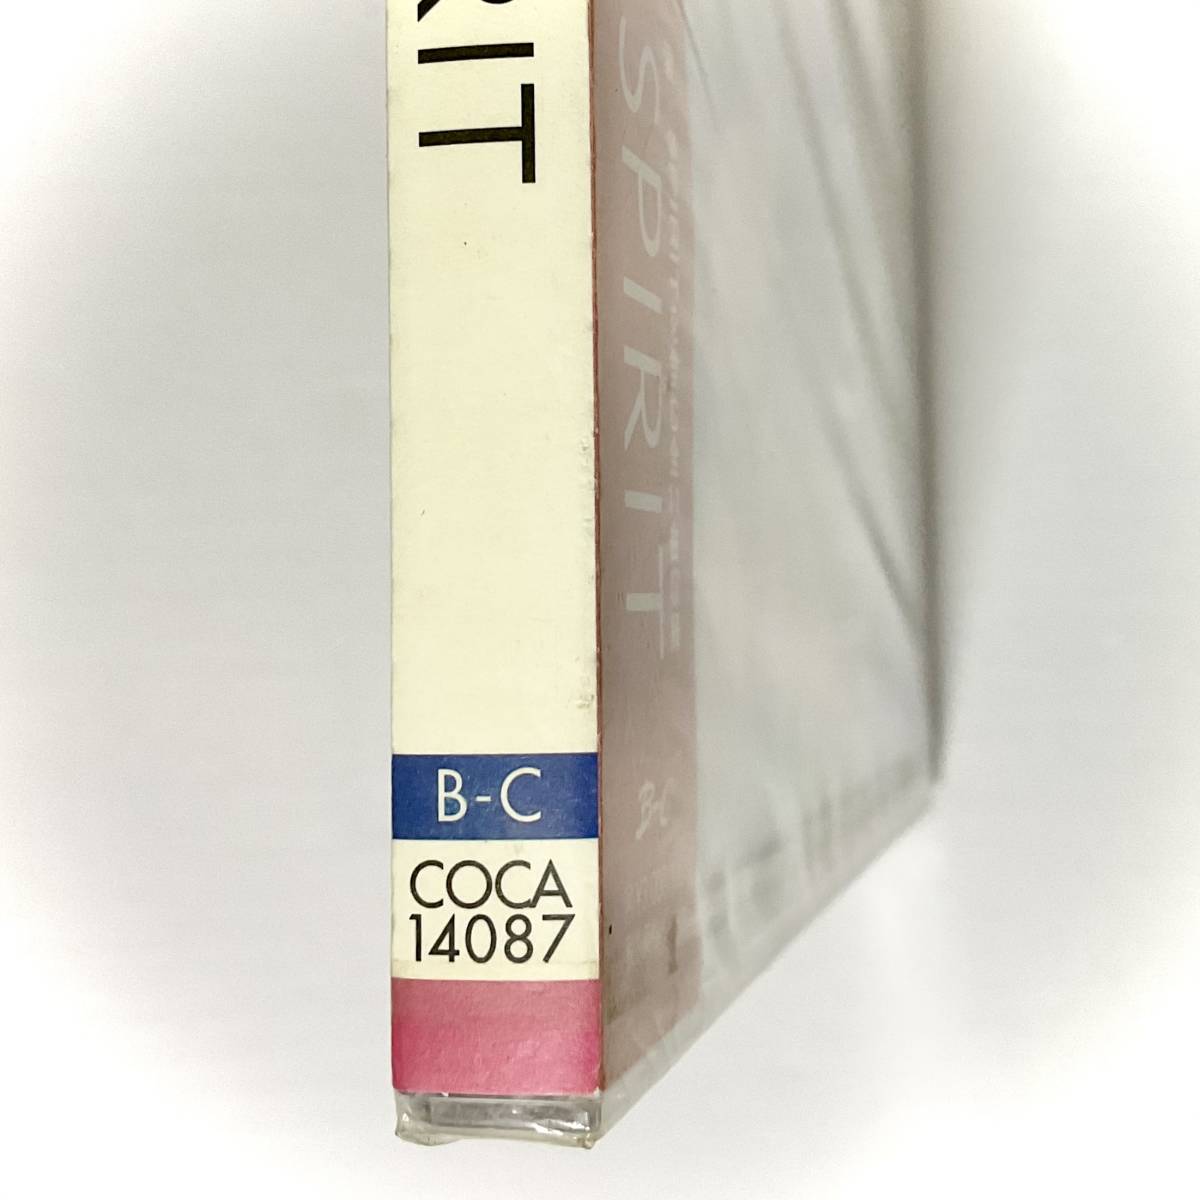 RIT
B-C
COCA
14087
SPIRIT
B-C